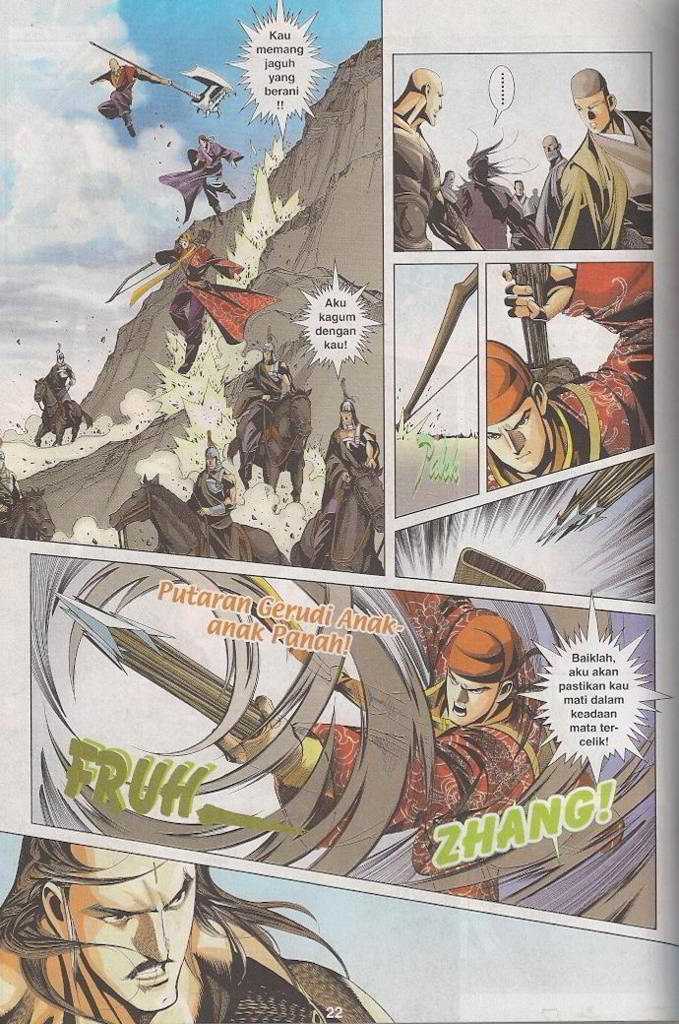 Kau
memang
jaguh
yang
berani
!!
Aku
kagum
dengan
kau!
.......
Pakk
Putaran Gerudi Anak-
anak Panah!
Baiklah,
aku akan
pastikan kau
mati dalam
keadaan
mata ter-
celik!
FRUH
ZHANG!
22